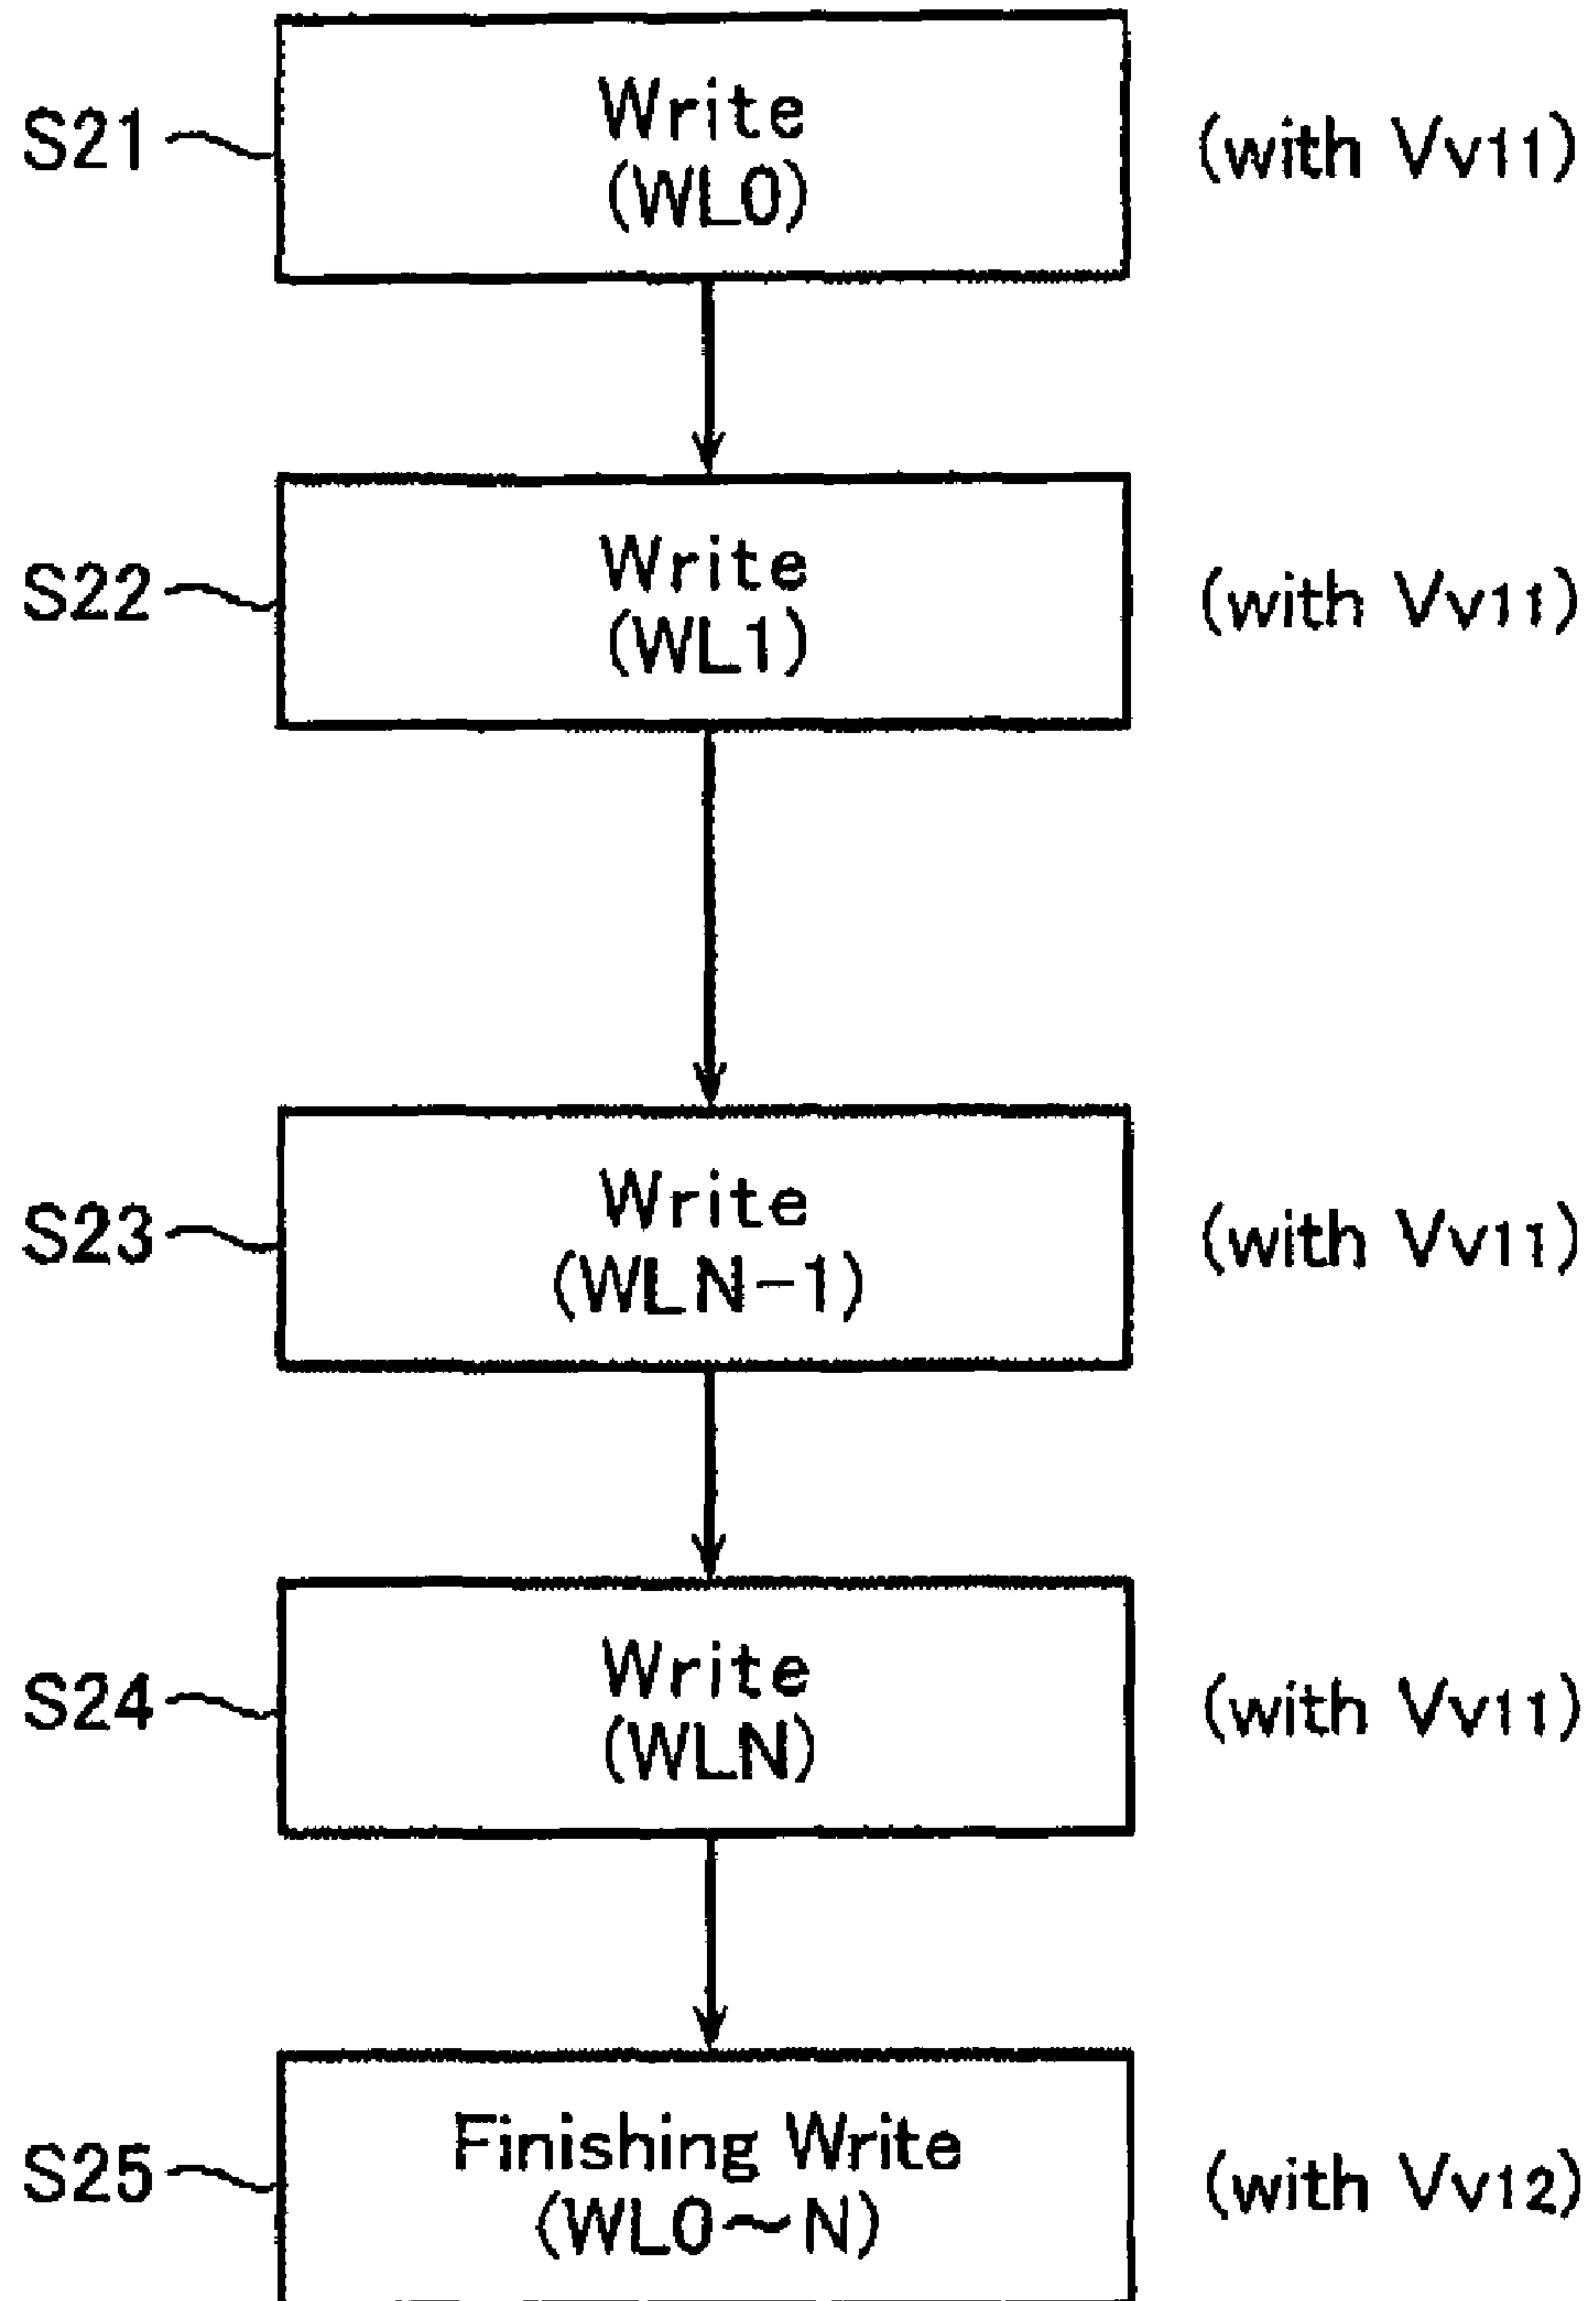 S21
Write
(WL0)
(with Vv11)
S22
Write
(WL1)
(with Vv11)
S23
Write
(WLN-1)
(with Vv11)
S24
Write
(WLN)
(with Vv11)
S25
Finishing Write
(WL0～N)
(with Vv12)